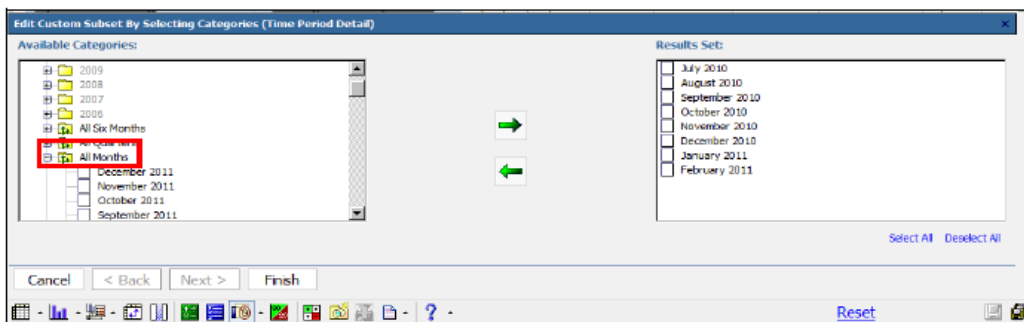 Edit Custom Subset By Selecting Categories (Time Period Detail)
Available Categories:
Results Set:
2009
2008
2007
2006
All Six Months
All Quarters
All Months
December 2011
November 2011
October 2011
September 2011
July 2010
August 2010
September 2010
October 2010
November 2010
December 2010
January 2011
February 2011
Select All Deselect All
Cancel < Back Next > Finish
Reset